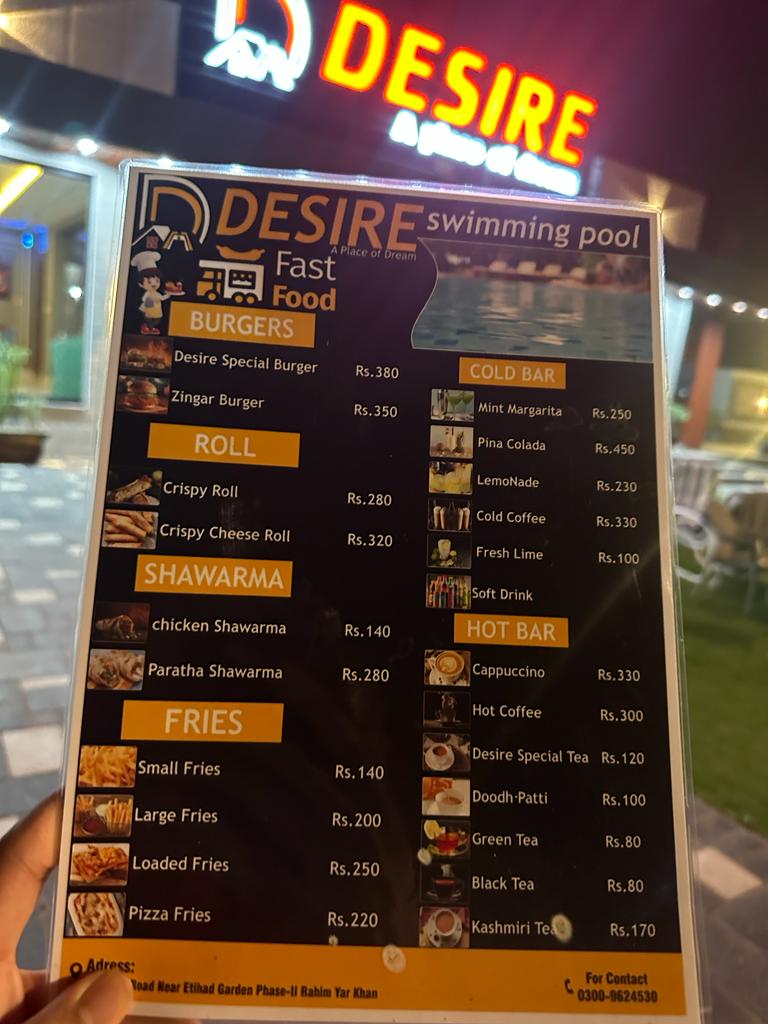 DESIRE
A place of dream
DESIRE
A Place of Dream
swimming pool
Fast
Food
BURGERS
Desire Special Burger Rs.380
Zingar Burger Rs.350
ROLL
Crispy Roll Rs.280
Crispy Cheese Roll Rs.320
SHAWARMA
chicken Shawarma Rs.140
Paratha Shawarma Rs.280
FRIES
Small Fries Rs.140
Large Fries Rs.200
Loaded Fries Rs.250
Pizza Fries Rs.220
COLD BAR
Mint Margarita Rs.250
Pina Colada Rs.450
LemoNade Rs.230
Cold Coffee Rs.330
Fresh Lime Rs.100
Soft Drink
HOT BAR
Cappuccino Rs.330
Hot Coffee Rs.300
Desire Special Tea Rs.120
Doodh-Patti Rs.100
Green Tea Rs.80
Black Tea Rs.80
Kashmiri Tea Rs.170
Adress:
Road Near Etihad Garden Phase-II Rahim Yar Khan
For Contact
0300-9624530